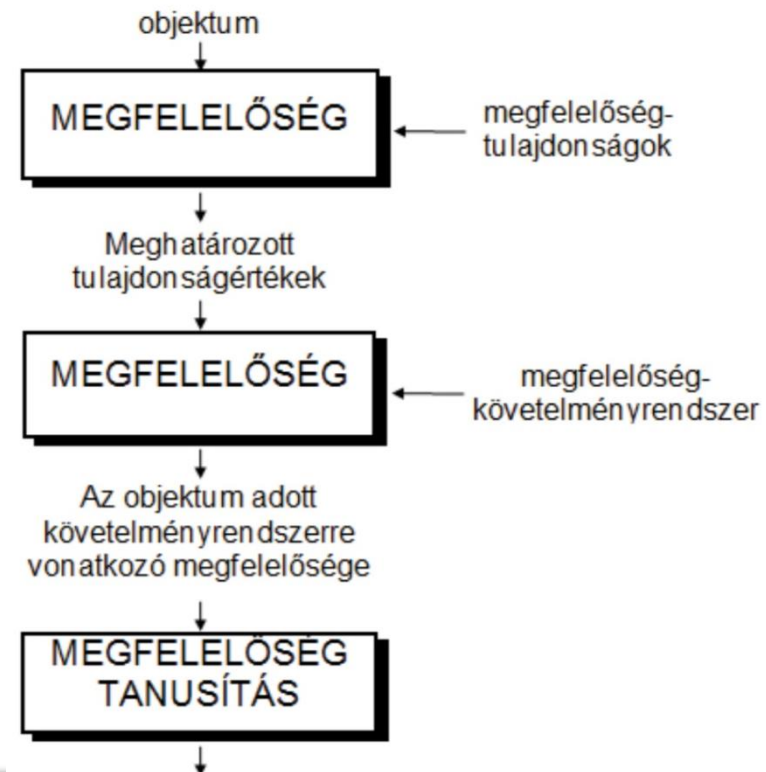 objektum
MEGFELELŐSÉG
megfelelőség-
tulajdonságok
Meghatározott
tulajdonságértékek
MEGFELELŐSÉG
megfelelőség-
követelményrendszer
Az objektum adott
követelményrendszerre
vonatkozó megfelelősége
MEGFELELŐSÉG
TANUSÍTÁS